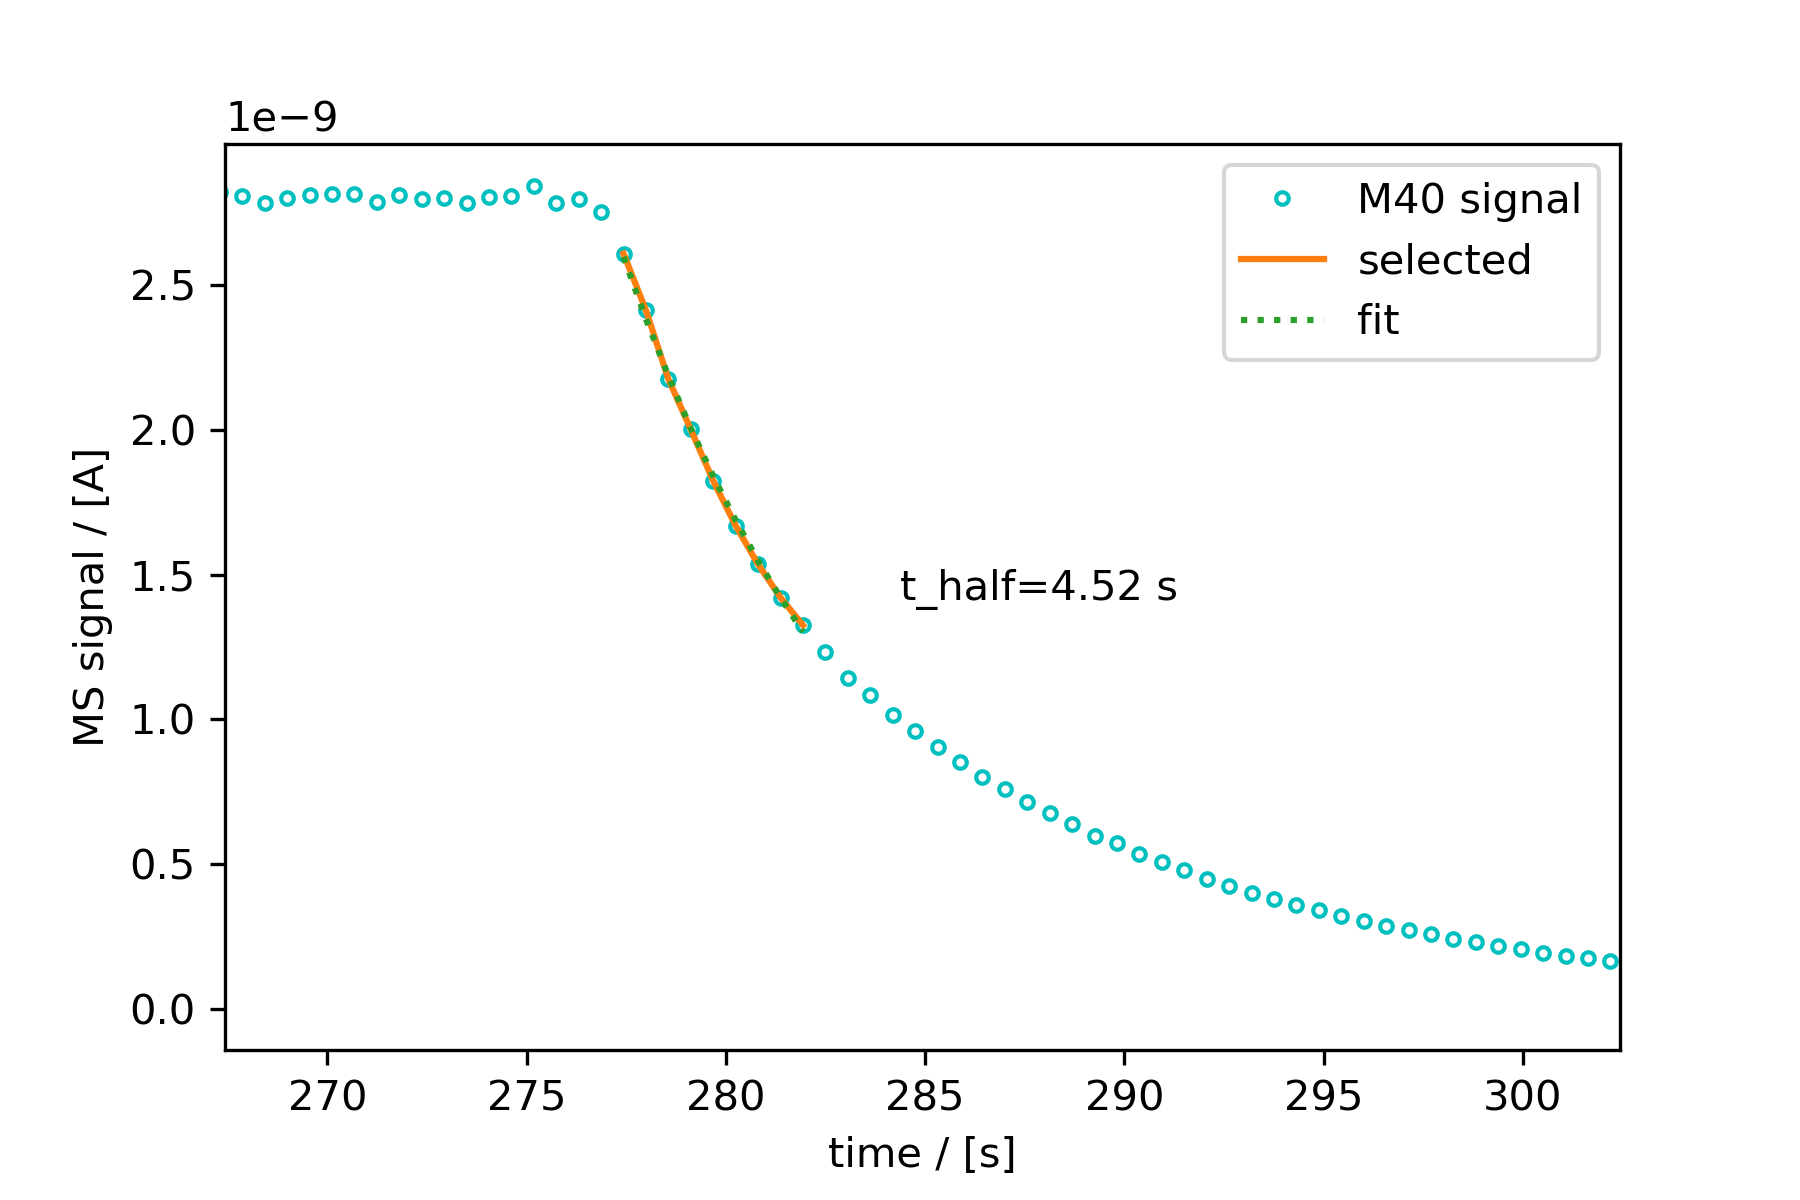 1e−9
M40 signal
selected
fit
2.5
2.0
1.5
1.0
0.5
0.0
MS signal / [A]
t_half=4.52 s
270 275 280 285 290 295 300
time / [s]